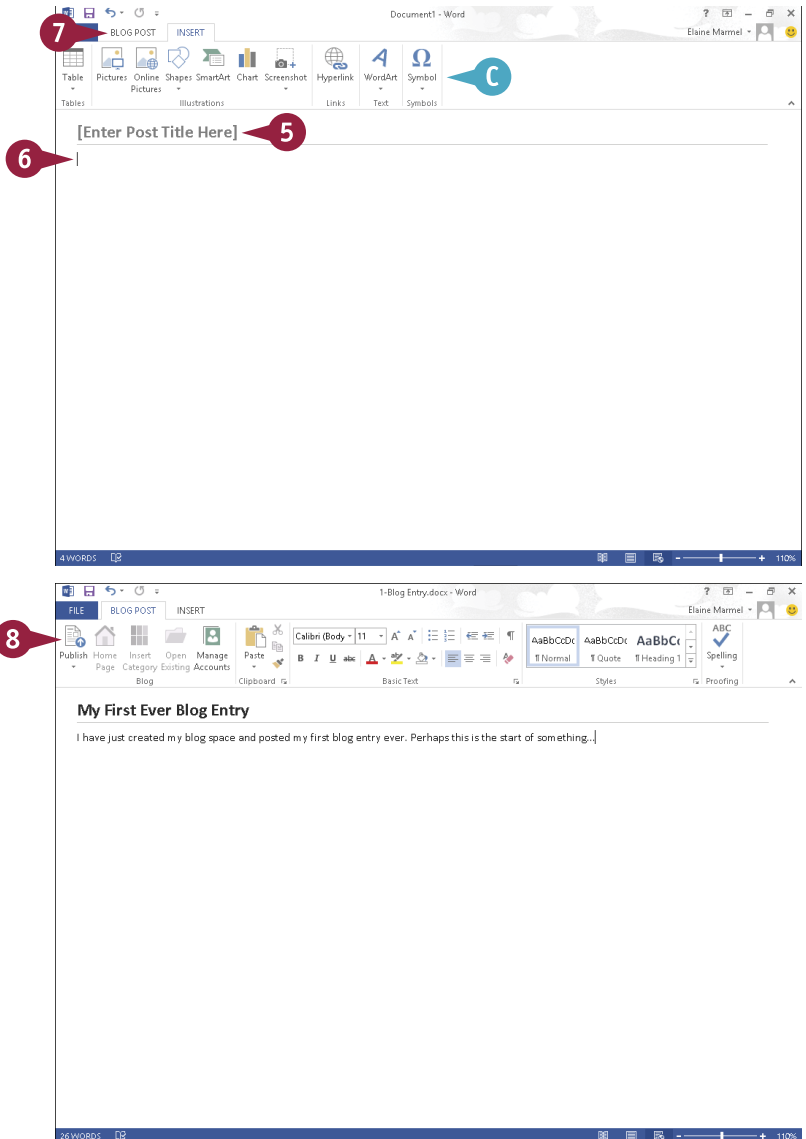 Document1 - Word
7 BLOG POST INSERT Elaine Marmel
Table Pictures Online Pictures Shapes SmartArt Chart Screenshot Hyperlink WordArt Symbol C
Tables Illustrations Links Text Symbols
[Enter Post Title Here] 5
6
4 WORDS 110%
1-Blog Entry.docx - Word
FILE BLOG POST INSERT Elaine Marmel
8 Publish Home Page Insert Category Open Existing Manage Accounts Paste Calibri (Body 11 A A ¶ AaBbCcDc AaBbCcDc AaBbCc ABC
B I U abc A ab ¶ Normal ¶ Quote ¶ Heading 1 Spelling
Blog Clipboard Basic Text Styles Proofing
My First Ever Blog Entry
I have just created my blog space and posted my first blog entry ever. Perhaps this is the start of something...
26 WORDS 110%